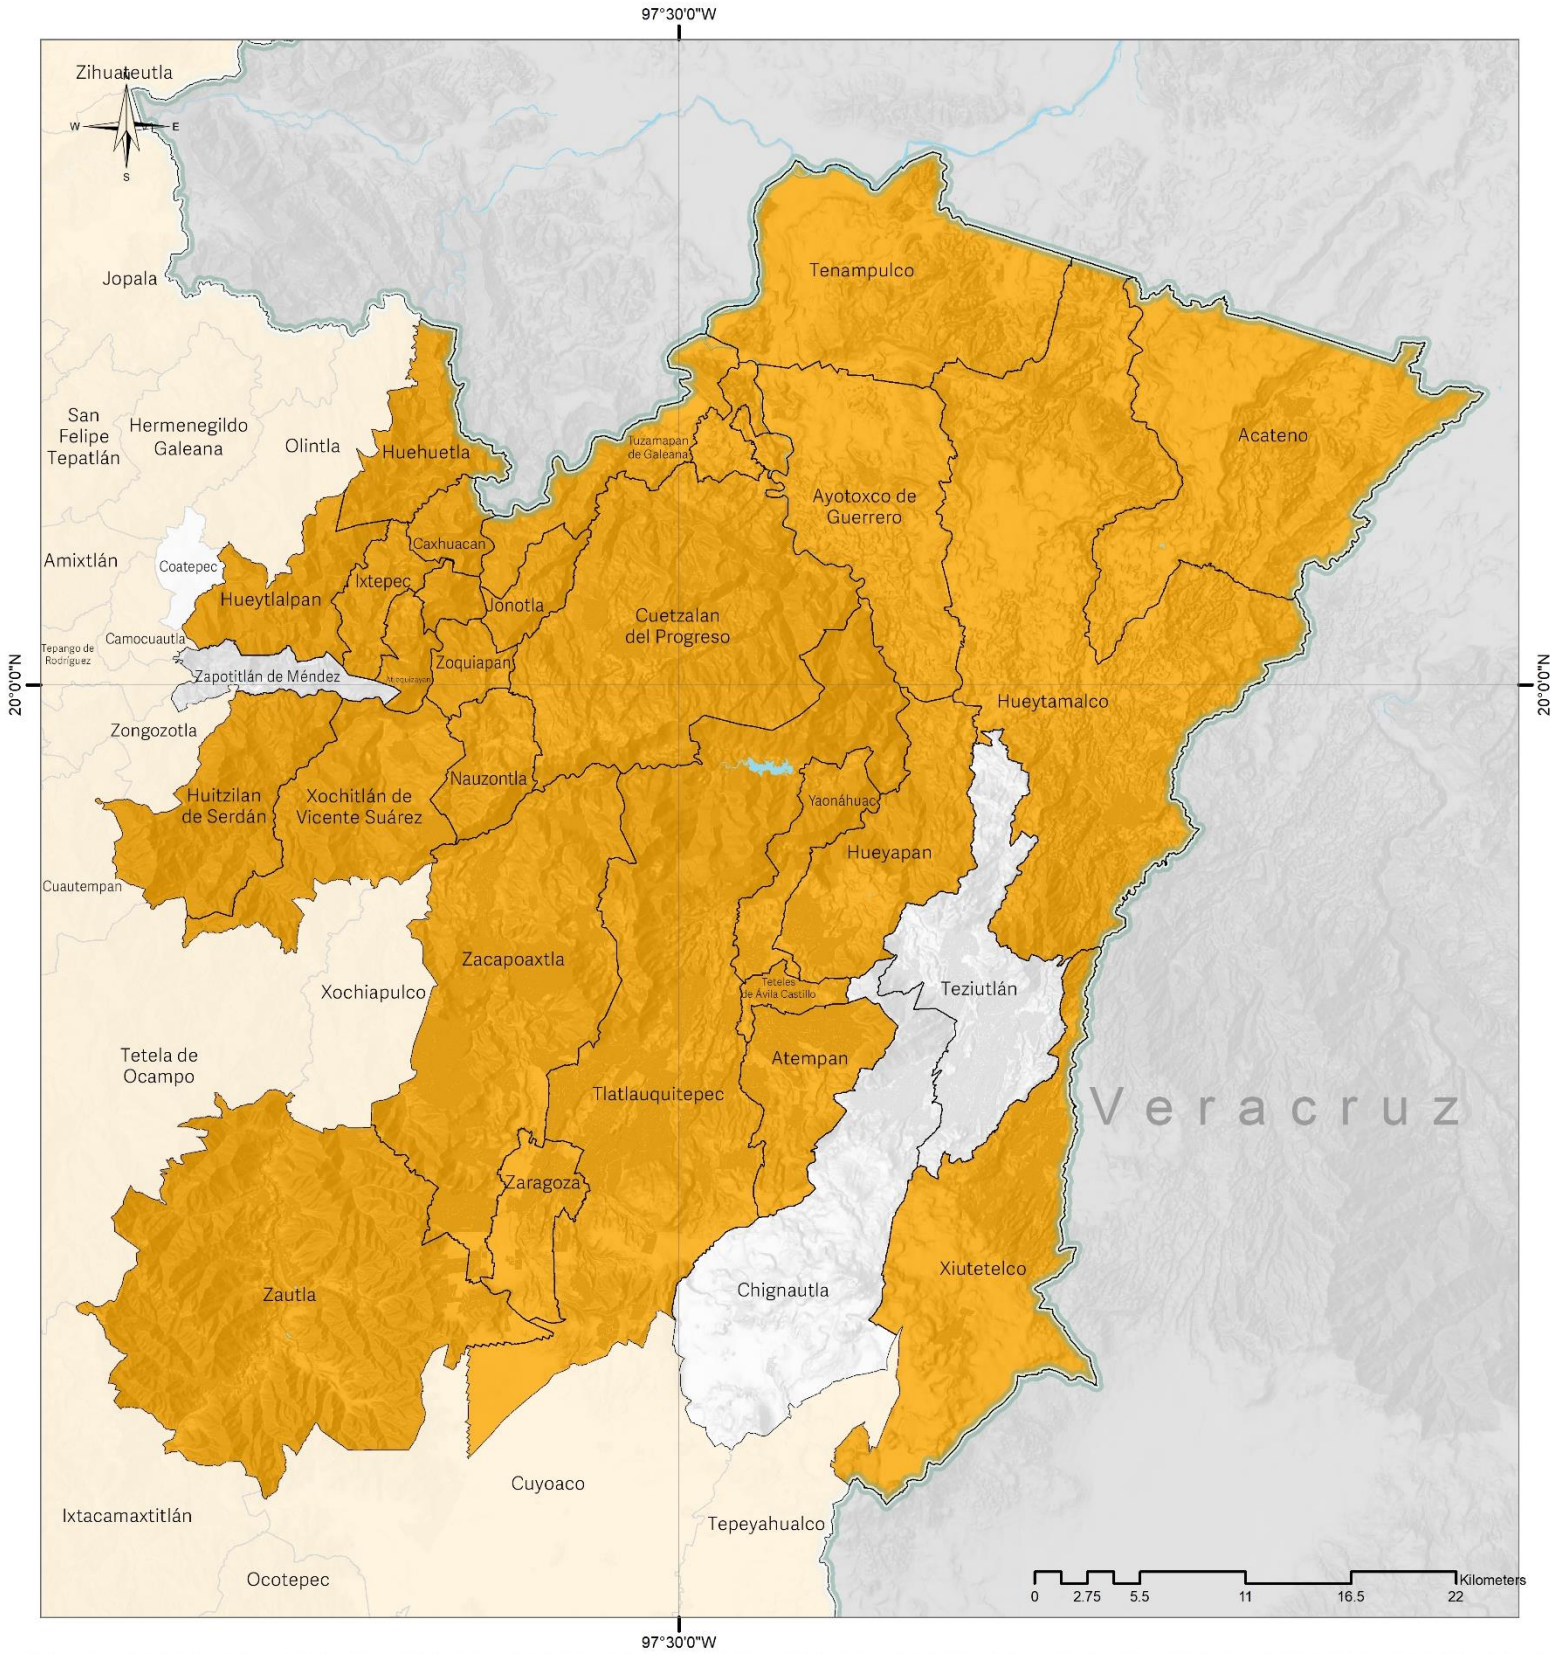 97°30'0"W
Zihuateutla
N
W
E
S
Jopala
Tenampulco
San
Felipe
Tepatlán
Hermenegildo
Galeana
Olintla
Huehuetla
Tuzamapan
de Galeana
Acateno
Ayotoxco de
Guerrero
Caxhuacan
Amixtlán
Coatepec
Ixtepec
Hueytlalpan
Jonotla
Cuetzalan
del Progreso
Camocuautla
Tepango de
Rodríguez
Zoquiapan
Zapotitlán de Méndez
Atlequizayan
20°0'0"N
20°0'0"N
Hueytamalco
Zongozotla
Nauzontla
Huitzilan
de Serdán
Xochitlán de
Vicente Suárez
Yaonáhuac
Hueyapan
Cuautempan
Zacapoaxtla
Xochiapulco
Teteles
de Ávila Castillo
Teziutlán
Tetela de
Ocampo
Atempan
Tlatlauquitepec
Veracruz
Zaragoza
Xiutetelco
Zautla
Chignautla
Cuyoaco
Ixtacamaxtitlán
Tepeyahualco
Ocotepec
Kilometers
0 2.75 5.5 11 16.5 22
97°30'0"W